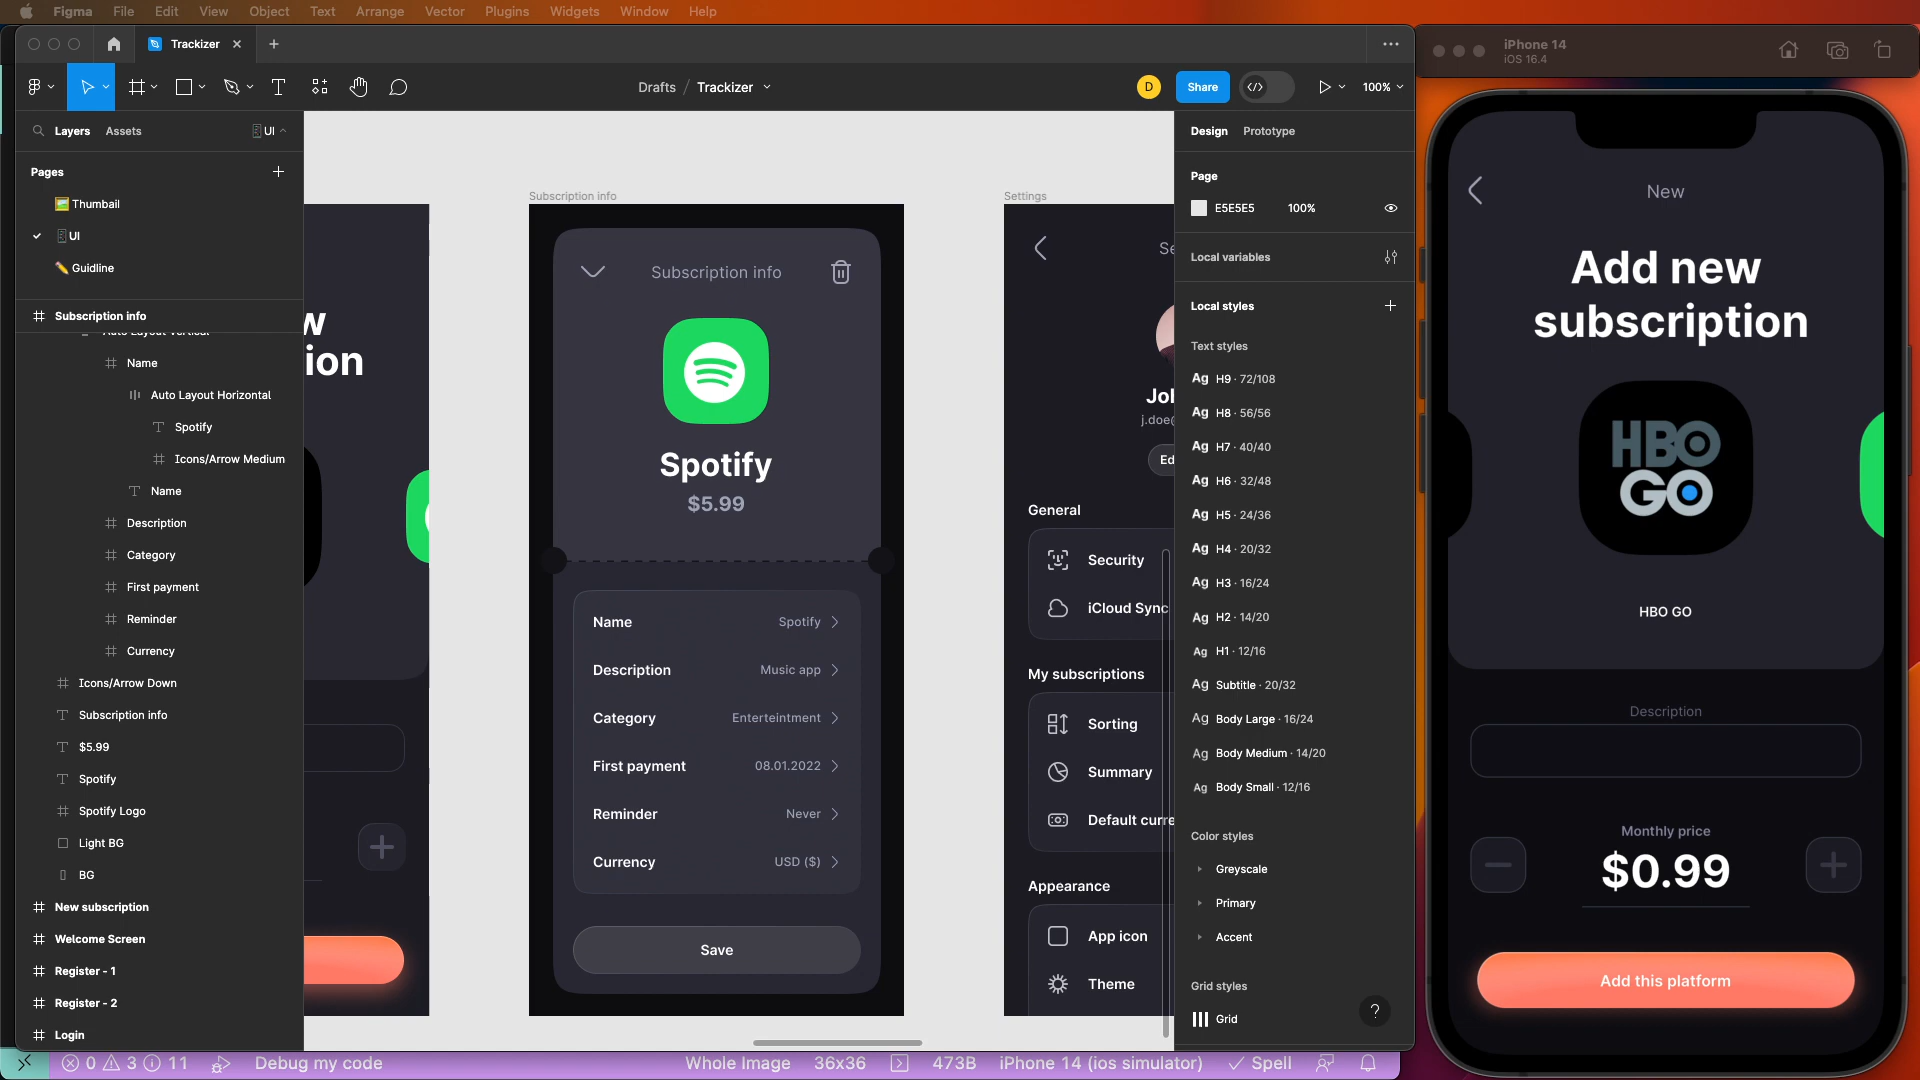 Figma File Edit View Object Text Arrange Vector Plugins Widgets Window Help
Trackizer
Drafts / Trackizer
D
Share
100%
Layers Assets
UI
Pages
Thumbail
UI
Guidline
Subscription info
Auto Layout Vertical
Name
Auto Layout Horizontal
Spotify
Icons/Arrow Medium
Name
Description
Category
First payment
Reminder
Currency
Icons/Arrow Down
Subscription info
$5.99
Spotify
Spotify Logo
Light BG
BG
New subscription
Welcome Screen
Register - 1
Register - 2
Login
w
ion
Subscription info
Subscription info
Spotify
$5.99
Name Spotify
Description Music app
Category Enterteintment
First payment 08.01.2022
Reminder Never
Currency USD ($)
Save
Settings
Se
Jol
j.doe@
Ed
General
Security
iCloud Sync
My subscriptions
Sorting
Summary
Default curre
Appearance
App icon
Theme
Design Prototype
Page
E5E5E5 100%
Local variables
Local styles
Text styles
Ag H9 · 72/108
Ag H8 · 56/56
Ag H7 · 40/40
Ag H6 · 32/48
Ag H5 · 24/36
Ag H4 · 20/32
Ag H3 · 16/24
Ag H2 · 14/20
Ag H1 · 12/16
Ag Subtitle · 20/32
Ag Body Large · 16/24
Ag Body Medium · 14/20
Ag Body Small · 12/16
Color styles
Greyscale
Primary
Accent
Grid styles
Grid
?
0 3 11 Debug my code
Whole Image 36x36 473B iPhone 14 (ios simulator) Spell
iPhone 14
iOS 16.4
New
Add new
subscription
HBO
GO
HBO GO
Description
Monthly price
$0.99
Add this platform